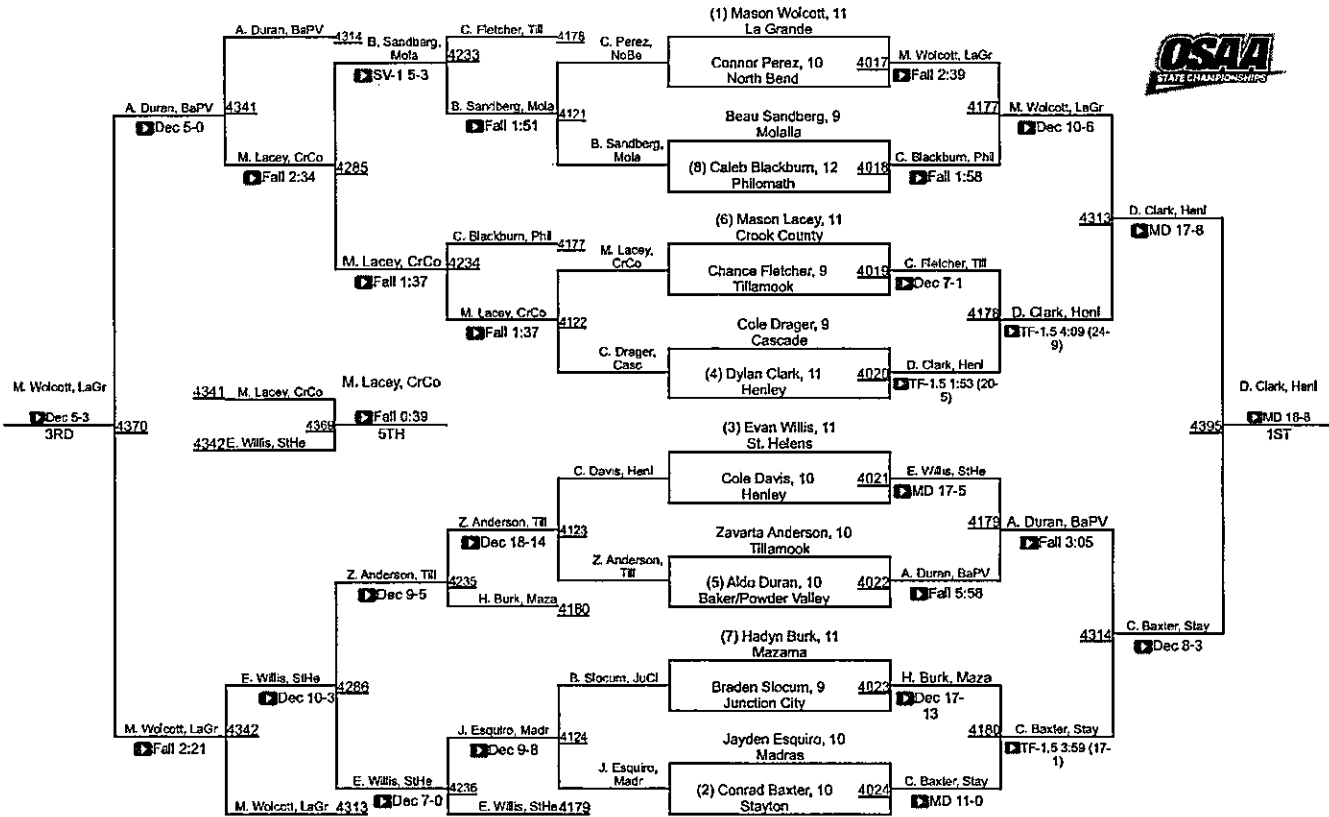 OSAA
STATE CHAMPIONSHIPS
(1) Mason Wolcott, 11
La Grande
Connor Perez, 10
North Bend
4017
Beau Sandberg, 9
Molalla
(8) Caleb Blackburn, 12
Philomath
4018
(6) Mason Lacey, 11
Crook County
Chance Fletcher, 9
Tillamook
4019
Cole Drager, 9
Cascade
(4) Dylan Clark, 11
Henley
4020
(3) Evan Willis, 11
St. Helens
Cole Davis, 10
Henley
4021
Zavarta Anderson, 10
Tillamook
(5) Aldo Duran, 10
Baker/Powder Valley
4022
(7) Hadyn Burk, 11
Mazama
Braden Slocum, 9
Junction City
4023
Jayden Esquiro, 10
Madras
(2) Conrad Baxter, 10
Stayton
4024
M. Wolcott, LaGr
Fall 2:39
4177
C. Blackburn, Phil
Fall 1:58
C. Fletcher, Till
Dec 7-1
4178
D. Clark, Henl
TF-1.5 1:53 (20-
5)
E. Willis, StHe
MD 17-5
4179
A. Duran, BaPV
Fall 5:58
H. Burk, Maza
Dec 17-
13
4180
C. Baxter, Stay
MD 11-0
M. Wolcott, LaGr
Dec 10-6
4313
D. Clark, Henl
TF-1.5 4:09 (24-
9)
A. Duran, BaPV
Fall 3:05
4314
C. Baxter, Stay
TF-1.5 3:59 (17-
1)
D. Clark, Henl
MD 17-8
4395
C. Baxter, Stay
Dec 8-3
D. Clark, Henl
MD 18-8
1ST
C. Perez,
NoBe
4121
B. Sandberg,
Mola
M. Lacey,
CrCo
4122
C. Drager,
Casc
C. Davis, Henl
4123
Z. Anderson,
Till
B. Slocum, JuCi
4124
J. Esquiro,
Madr
C. Fletcher, Till
4178
4233
B. Sandberg, Mola
Fall 1:51
C. Blackburn, Phil
4177
4234
M. Lacey, CrCo
Fall 1:37
Z. Anderson, Till
Dec 18-14
4235
H. Burk, Maza
4180
J. Esquiro, Madr
Dec 9-8
4236
E. Willis, StHe
4179
B. Sandberg,
Mola
SV-1 5-3
4285
M. Lacey, CrCo
Fall 1:37
Z. Anderson, Till
Dec 9-5
4286
E. Willis, StHe
Dec 7-0
A. Duran, BaPV
4314
4341
M. Lacey, CrCo
Fall 2:34
E. Willis, StHe
Dec 10-3
4342
M. Wolcott, LaGr
4313
A. Duran, BaPV
Dec 5-0
4370
M. Wolcott, LaGr
Fall 2:21
M. Wolcott, LaGr
Dec 5-3
3RD
4341
M. Lacey, CrCo
4369
4342
E. Willis, StHe
M. Lacey, CrCo
Fall 0:39
5TH